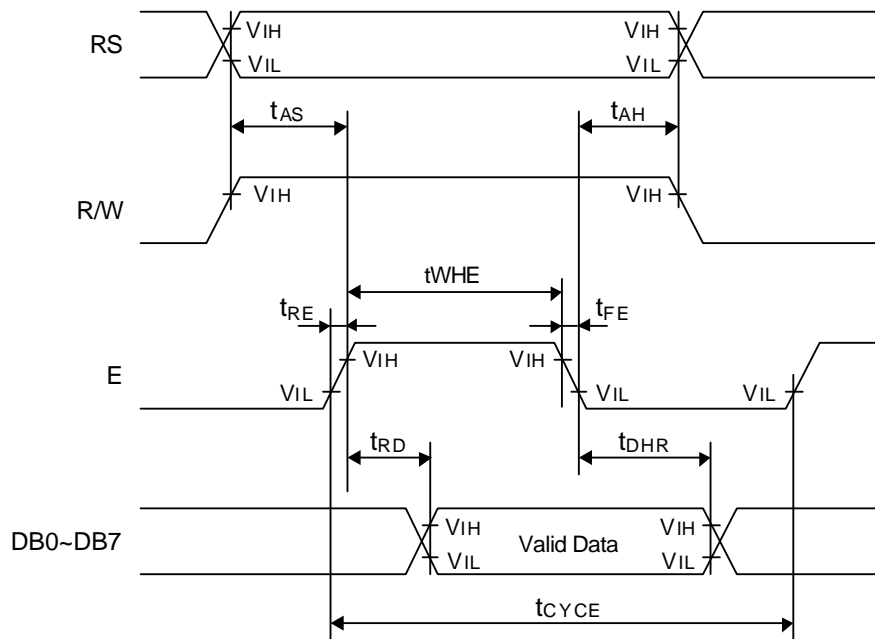 RS VIH VIH
VIL VIL
tAS tAH
R/W VIH VIH
tWHE
tRE tFE
E VIH VIH
VIL VIL VIL
tRD tDHR
DB0~DB7 VIH Valid Data VIH
VIL VIL
tCYCE